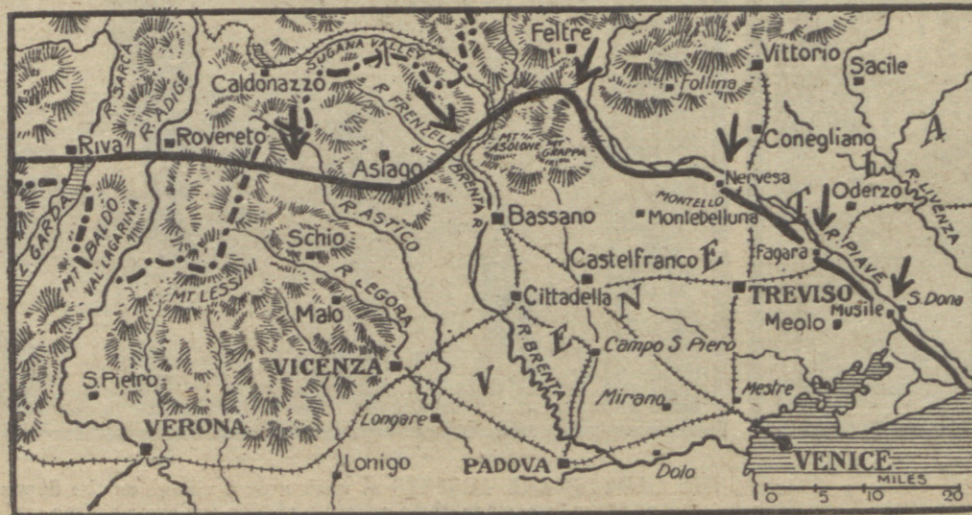 Feltre
Vittorio
Sacile
SUGANA VALLEY
Caldonazzo
R. FRENZELA
Follina
R. SARCA
R. ADIGE
Riva
Rovereto
Asiago
MT ASOLONE
MT GRAPPA
BRENTA R
Conegliano
Nervesa
MONTELLO
Montebelluna
Oderzo
R. LIVENZA
L. GARDA
MT BALDO
VAL LAGARINA
R. ASTICO
Bassano
Schio
MT LESSINI
R. LEGORA
Malo
Castelfranco
Cittadella
Fagara
R. PIAVE
TREVISO
Musile
S. Dona
Meolo
VENETIA
R. BRENTA
Campo S Piero
S. Pietro
VICENZA
Mirano
Mestre
VERONA
Longare
Lonigo
PADOVA
Dolo
VENICE
MILES
0 5 10 20